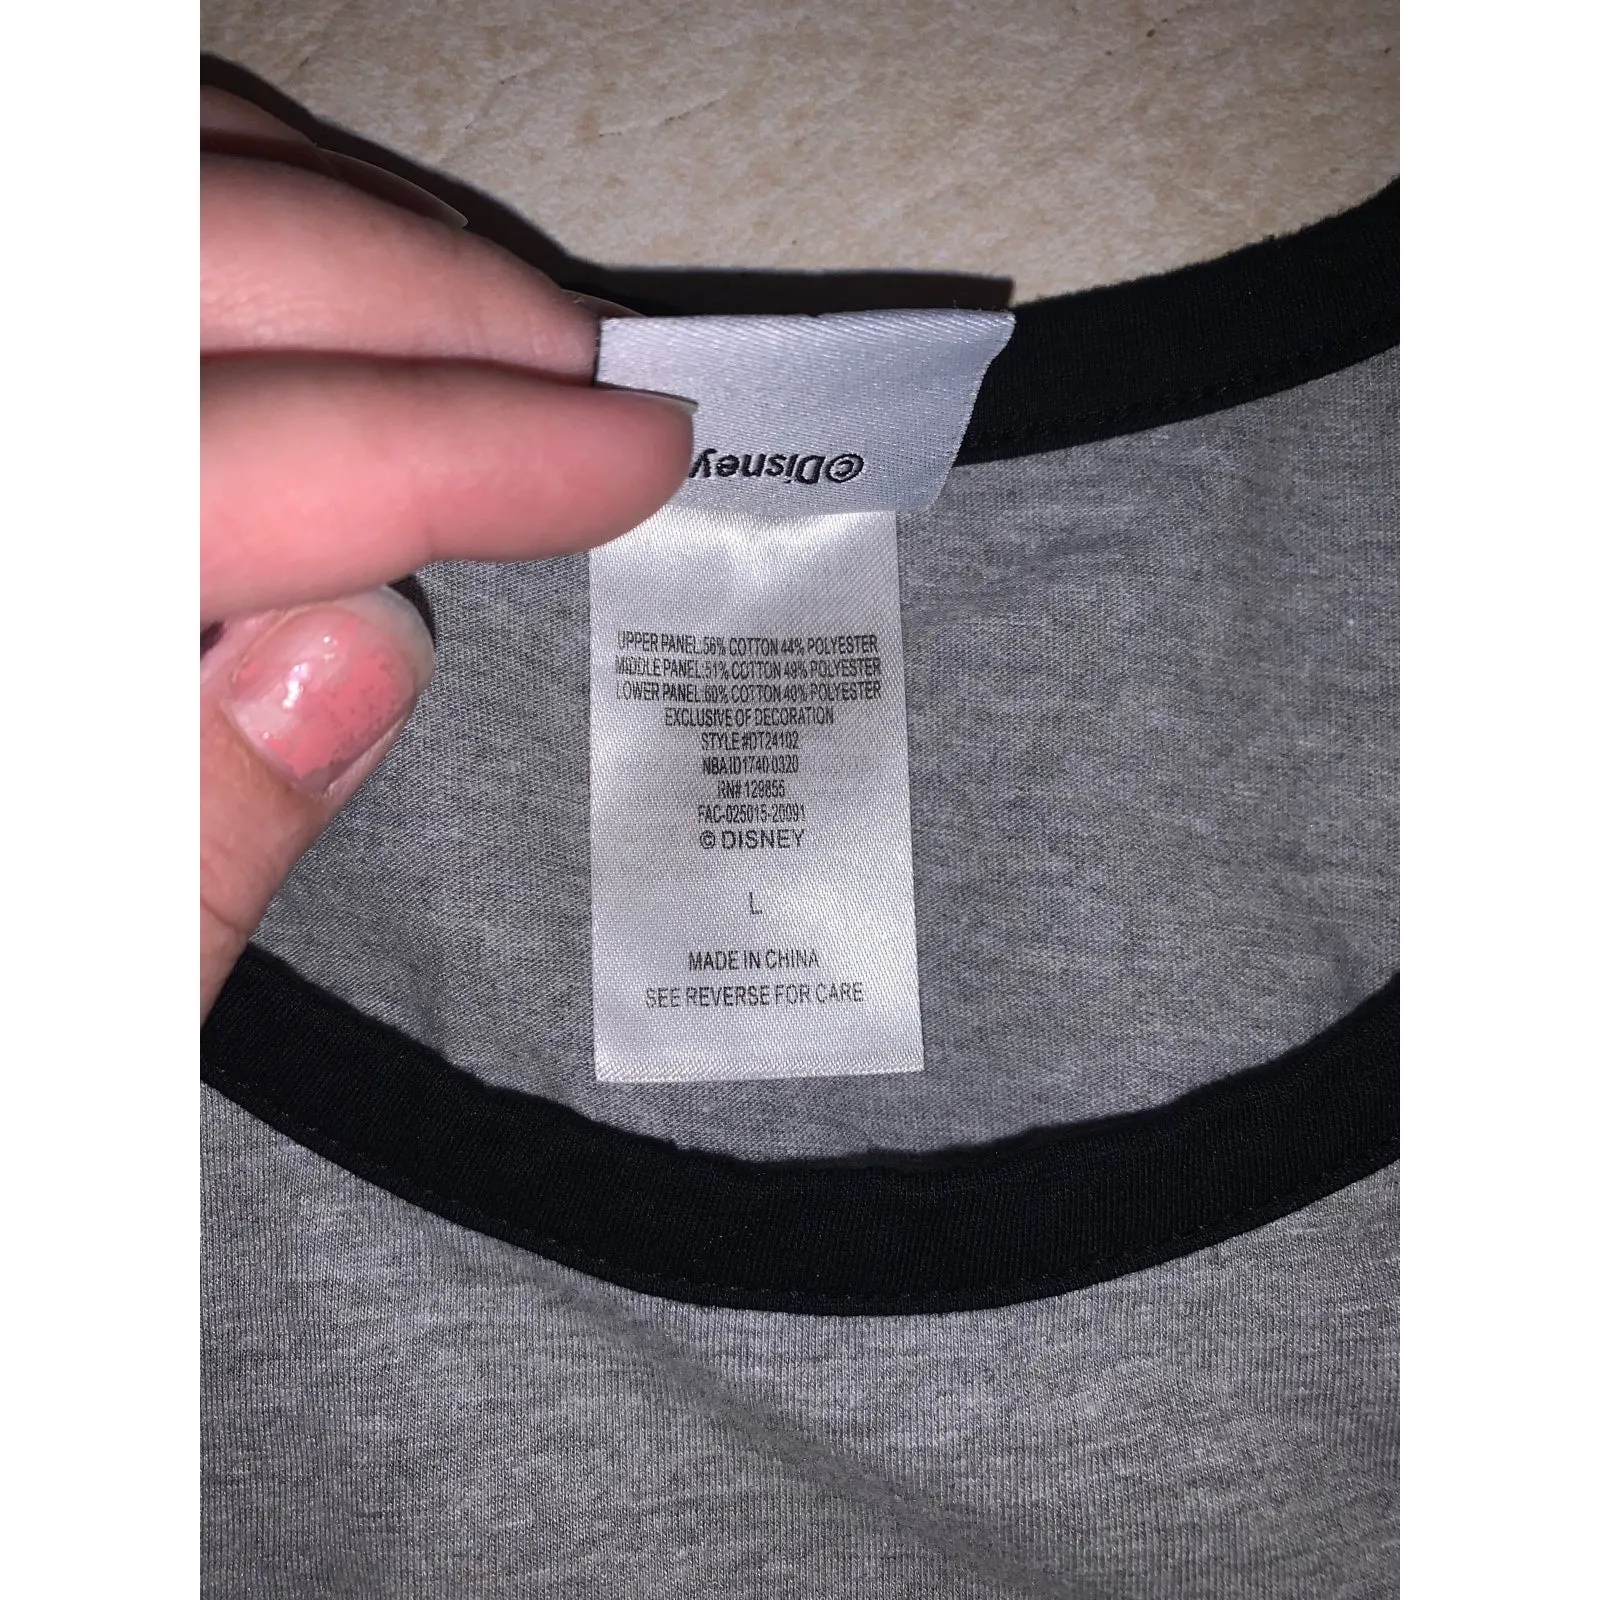 ©Disney
UPPER PANEL:56% COTTON 44% POLYESTER
MIDDLE PANEL:51% COTTON 49% POLYESTER
LOWER PANEL:60% COTTON 40% POLYESTER
EXCLUSIVE OF DECORATION
STYLE #DT24102
NBA ID1740 0320
RN# 129655
FAC-025015-20091
© DISNEY
L
MADE IN CHINA
SEE REVERSE FOR CARE